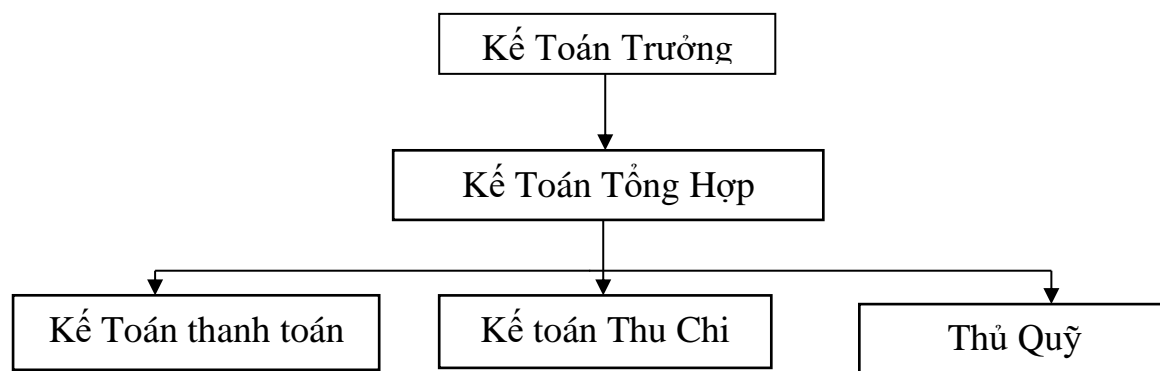 Kế Toán Trưởng
Kế Toán Tổng Hợp
Kế Toán thanh toán
Kế toán Thu Chi
Thủ Quỹ